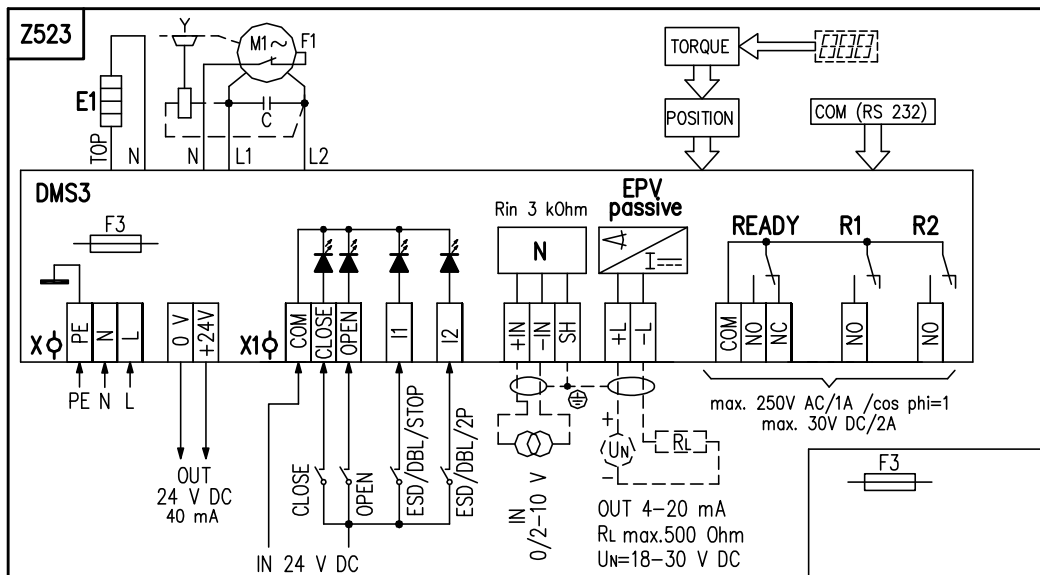 Z523
Y
M1~
F1
TORQUE
888
E1
C
POSITION
COM (RS 232)
TOP
N
N
L1
L2
DMS3
F3
Rin 3 kOhm
EPV
passive
READY
R1
R2
N
PE
N
L
0 V
+24V
COM
CLOSE
OPEN
I1
I2
+IN
-IN
SH
+L
-L
COM
NO
NC
NO
NO
X
X1
PE N L
OUT
24 V DC
40 mA
CLOSE
OPEN
ESD/DBL/STOP
ESD/DBL/2P
IN 24 V DC
IN
0/2-10 V
+
UN
-
RL
OUT 4-20 mA
RL max.500 Ohm
UN=18-30 V DC
max. 250V AC/1A /cos phi=1
max. 30V DC/2A
F3